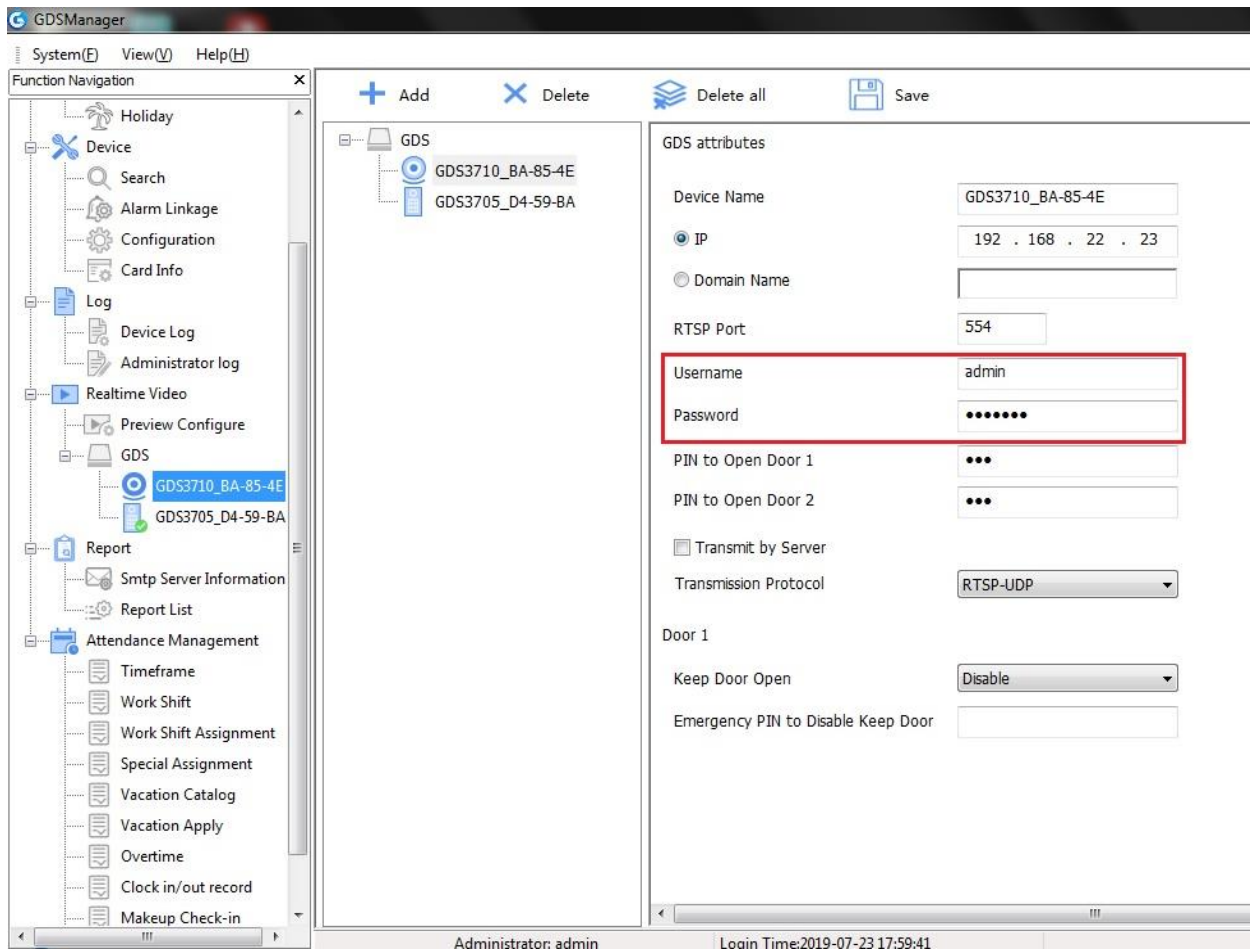 GDSManager
System(F) View(V) Help(H)
Function Navigation
Holiday
Device
Search
Alarm Linkage
Configuration
Card Info
Log
Device Log
Administrator log
Realtime Video
Preview Configure
GDS
GDS3710_BA-85-4E
GDS3705_D4-59-BA
Report
Smtp Server Information
Report List
Attendance Management
Timeframe
Work Shift
Work Shift Assignment
Special Assignment
Vacation Catalog
Vacation Apply
Overtime
Clock in/out record
Makeup Check-in
Add Delete Delete all Save
GDS
GDS3710_BA-85-4E
GDS3705_D4-59-BA
GDS attributes
Device Name GDS3710_BA-85-4E
IP 192 . 168 . 22 . 23
Domain Name
RTSP Port 554
Username admin
Password •••••••
PIN to Open Door 1 •••
PIN to Open Door 2 •••
Transmit by Server
Transmission Protocol RTSP-UDP
Door 1
Keep Door Open Disable
Emergency PIN to Disable Keep Door
Administrator: admin Login Time:2019-07-23 17:59:41